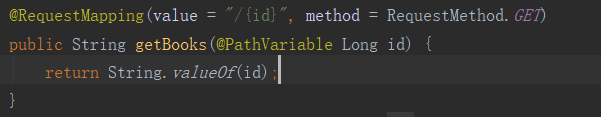 @RequestMapping(value = "/{id}", method = RequestMethod.GET)
public String getBooks(@PathVariable Long id) {
    return String.valueOf(id);
}